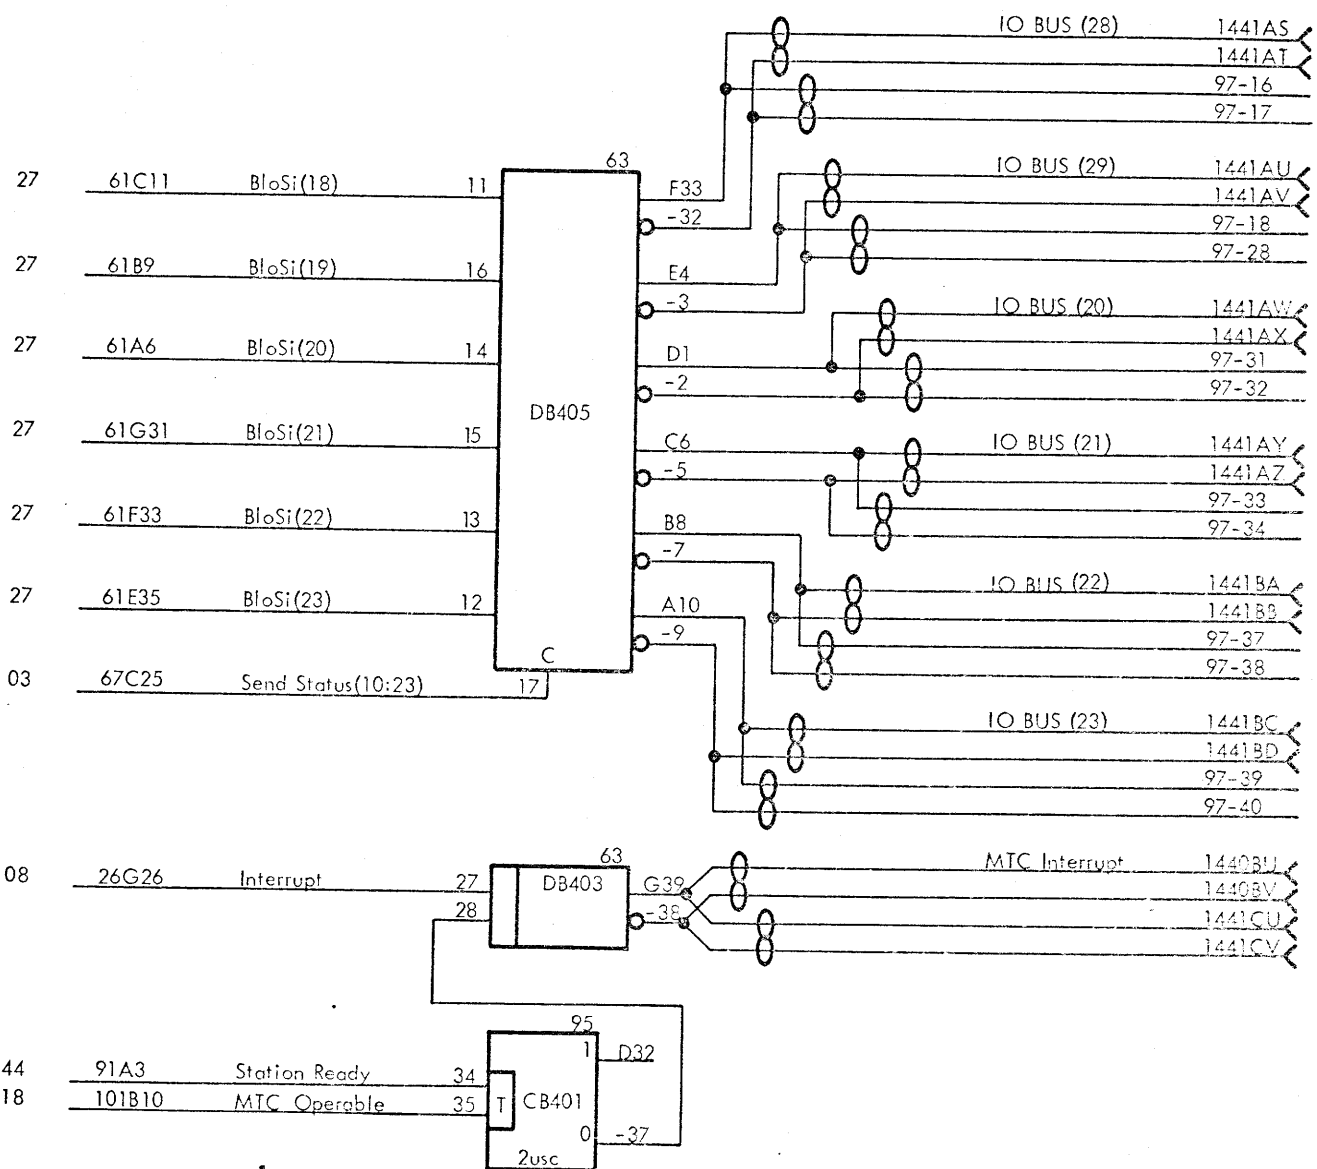 IO BUS (28) 1441AS
1441AT
97-16
97-17
63
27 61C11 BloSi(18) 11 F33
-32
IO BUS (29) 1441AU
1441AV
97-18
97-28
27 61B9 BloSi(19) 16 E4
-3
IO BUS (20) 1441AW
1441AX
97-31
97-32
27 61A6 BloSi(20) 14 D1
-2
DB405
27 61G31 BloSi(21) 15 C6
-5
IO BUS (21) 1441AY
1441AZ
97-33
97-34
27 61F33 BloSi(22) 13 B8
-7
IO BUS (22) 1441BA
1441BB
97-37
97-38
27 61E35 BloSi(23) 12 A10
-9
C
03 67C25 Send Status(10:23) 17
IO BUS (23) 1441BC
1441BD
97-39
97-40
63
08 26G26 Interrupt 27 DB403 G39
28 -38
MTC Interrupt 1440BU
1440BV
1441CU
1441CV
95
1 D32
44 91A3 Station Ready 34
18 101B10 MTC Operable 35 T CB401
0 -37
2usc